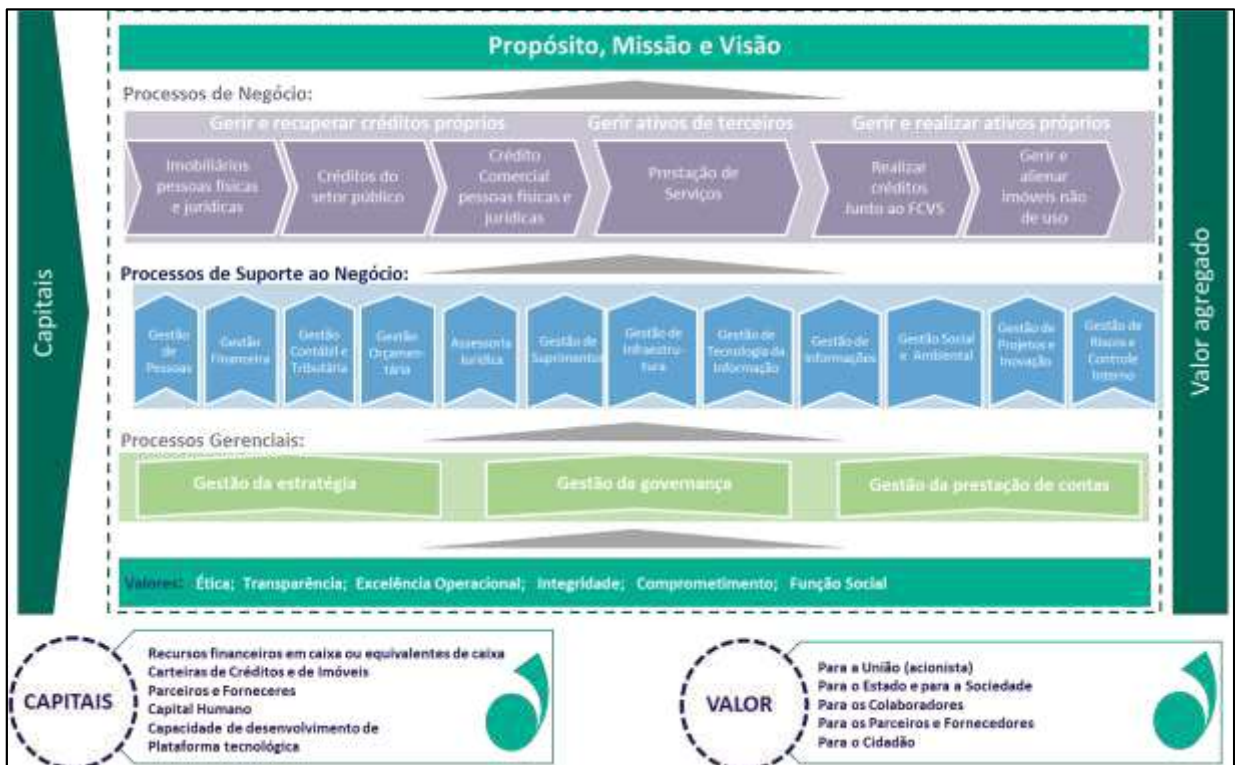 Propósito, Missão e Visão
Processos de Negócio:
Gerir e recuperar créditos próprios
Gerir ativos de terceiros
Gerir e realizar ativos próprios
Imobiliários
pessoas físicas
e jurídicas
Créditos do
setor público
Crédito
Comercial
pessoas físicas e
jurídicas
Prestação de
Serviços
Realizar
créditos
Junto ao FCVS
Gerir e
alienar
imóveis não
de uso
Capitais
Valor agregado
Processos de Suporte ao Negócio:
Gestão
de
Pessoas
Gestão
Financeira
Gestão
Contábil e
Tributária
Gestão
Orçamen-
tária
Assessoria
Jurídica
Gestão de
Suprimentos
Gestão de
Infraestru-
tura
Gestão de
Tecnologia da
Informação
Gestão de
Informações
Gestão Social
e Ambiental
Gestão de
Projetos e
Inovação
Gestão de
Riscos e
Controle
Interno
Processos Gerenciais:
Gestão da estratégia
Gestão da governança
Gestão da prestação de contas
Valores: Ética; Transparência; Excelência Operacional; Integridade; Comprometimento; Função Social
CAPITAIS
Recursos financeiros em caixa ou equivalentes de caixa
Carteiras de Créditos e de Imóveis
Parceiros e Forneceres
Capital Humano
Capacidade de desenvolvimento de
Plataforma tecnológica
VALOR
Para a União (acionista)
Para o Estado e para a Sociedade
Para os Colaboradores
Para os Parceiros e Fornecedores
Para o Cidadão